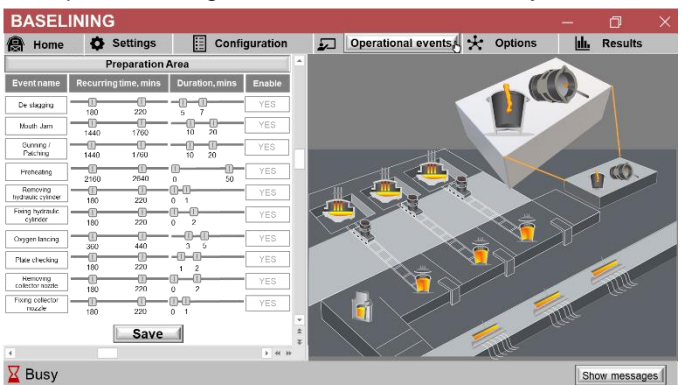 BASELINING
Home Settings Configuration Operational events Options Results
Preparation Area
Event name Recurring time, mins Duration, mins Enable
De slagging 180 220 5 7 YES
Mouth Jam 1440 1760 10 20 YES
Gunning /
Patching 1440 1760 10 20 YES
Preheating 2160 2640 0 50 YES
Removing
hydraulic cylinder 180 220 0 1 YES
Fixing hydraulic
cylinder 180 220 0 2 YES
Oxygen lancing 360 440 3 5 YES
Plate checking 180 220 1 2 YES
Removing
collector nozzle 180 220 0 2 YES
Fixing collector
nozzle 180 220 0 1 YES
Save
Busy Show messages